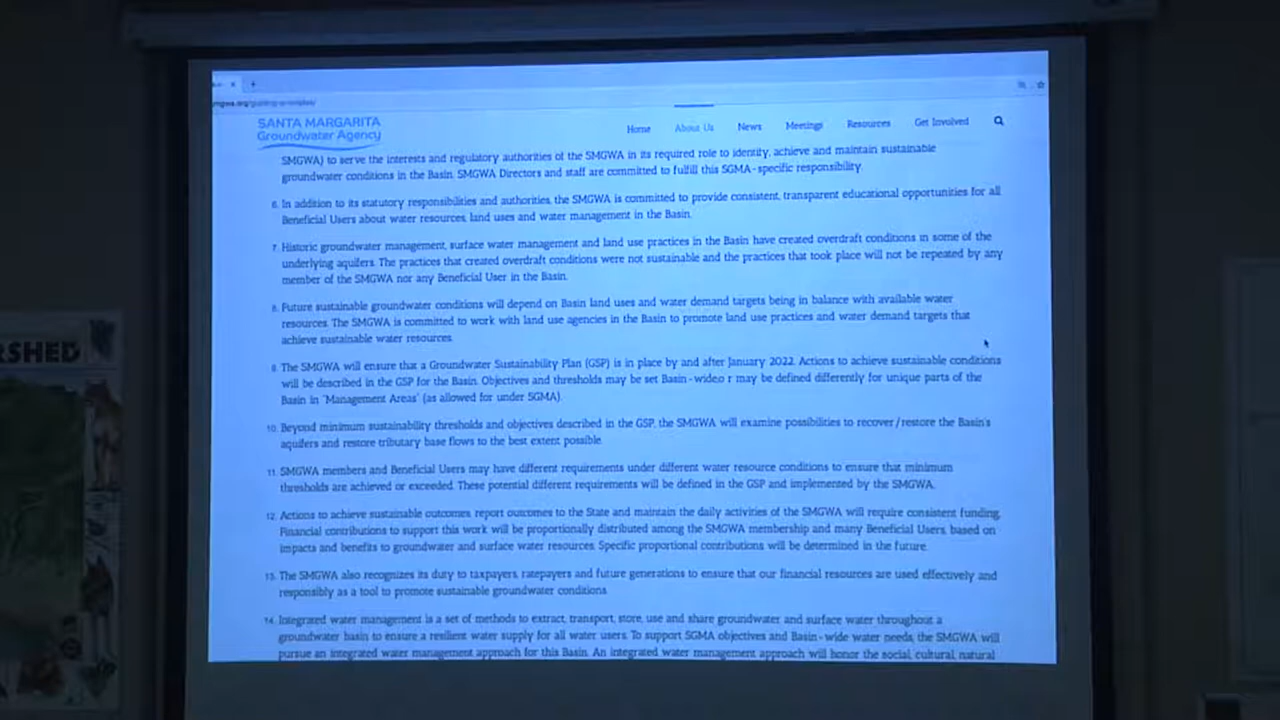 SHED
SANTA MARGARITA
Groundwater Agency
Home About Us News Meetings Resources Get Involved
SMGWA) to serve the interests and regulatory authorities of the SMGWA in its required role to identity, achieve and maintain sustainable
groundwater conditions in the Basin. SMGWA Directors and staff are committed to fulfill this SGMA-specific responsibility.
6. In addition to its statutory responsibilities and authorities, the SMGWA is committed to provide consistent, transparent educational opportunities for all
Beneficial Users about water resources, land uses and water management in the Basin.
7. Historic groundwater management, surface water management and land use practices in the Basin have created overdraft conditions in some of the
underlying aquifers. The practices that created overdraft conditions were not sustainable and the practices that took place will not be repeated by any
member of the SMGWA nor any Beneficial User in the Basin.
8. Future sustainable groundwater conditions will depend on Basin land uses and water demand targets being in balance with available water
resources. The SMGWA is committed to work with land use agencies in the Basin to promote land use practices and water demand targets that
achieve sustainable water resources.
9. The SMGWA will ensure that a Groundwater Sustainability Plan (GSP) is in place by and after January 2022. Actions to achieve sustainable conditions
will be described in the GSP for the Basin. Objectives and thresholds may be set Basin-wideo r may be defined differently for unique parts of the
Basin in "Management Areas" (as allowed for under SGMA).
10. Beyond minimum sustainability thresholds and objectives described in the GSP, the SMGWA will examine possibilities to recover/restore the Basin's
aquifers and restore tributary base flows to the best extent possible.
11. SMGWA members and Beneficial Users may have different requirements under different water resource conditions to ensure that minimum
thresholds are achieved or exceeded. These potential different requirements will be defined in the GSP and implemented by the SMGWA.
12. Actions to achieve sustainable outcomes, report outcomes to the State and maintain the daily activities of the SMGWA will require consistent funding.
Financial contributions to support this work will be proportionally distributed among the SMGWA membership and many Beneficial Users, based on
impacts and benefits to groundwater and surface water resources. Specific proportional contributions will be determined in the future.
13. The SMGWA also recognizes its duty to taxpayers, ratepayers and future generations to ensure that our financial resources are used effectively and
responsibly as a tool to promote sustainable groundwater conditions.
14. Integrated water management is a set of methods to extract, transport, store, use and share groundwater and surface water throughout a
groundwater basin to ensure a resilient water supply for all water users. To support SGMA objectives and Basin-wide water needs, the SMGWA will
pursue an integrated water management approach for this Basin. An integrated water management approach will honor the social, cultural, natural